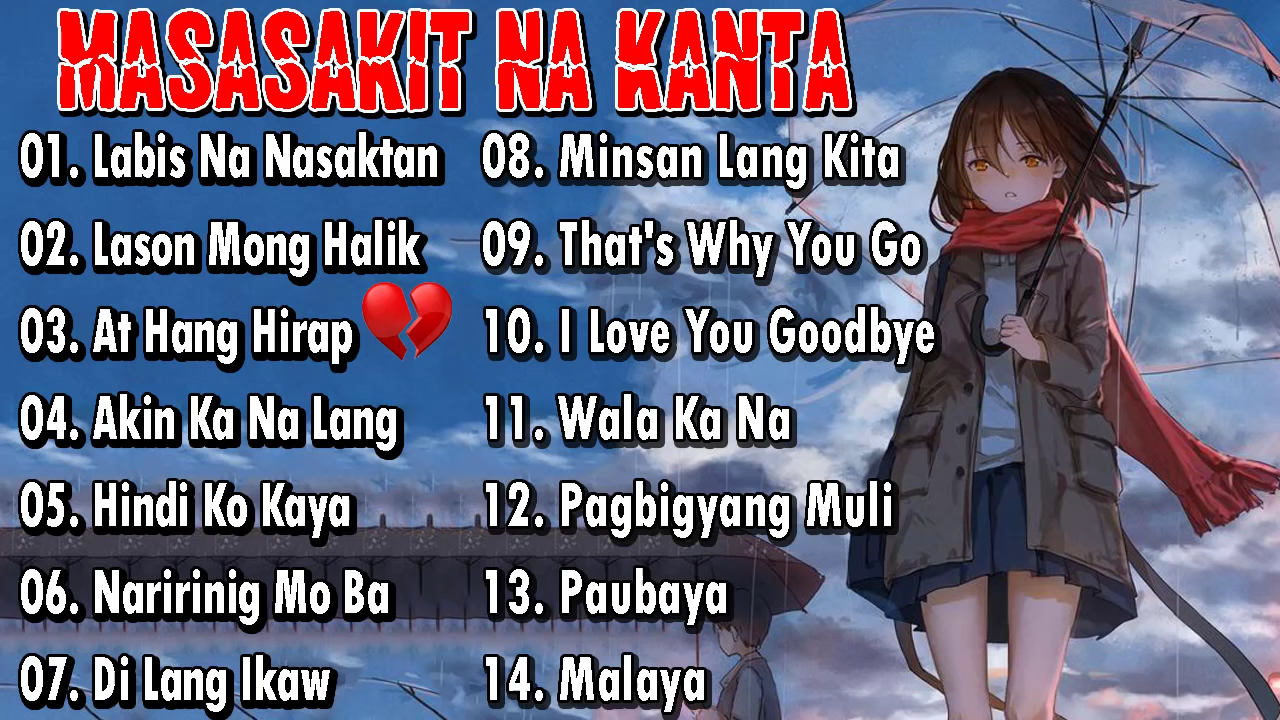 MASASAKIT NA KANTA
01. Labis Na Nasaktan
02. Lason Mong Halik
03. At Hang Hirap
04. Akin Ka Na Lang
05. Hindi Ko Kaya
06. Naririnig Mo Ba
07. Di Lang Ikaw
08. Minsan Lang Kita
09. That's Why You Go
10. I Love You Goodbye
11. Wala Ka Na
12. Pagbigyang Muli
13. Paubaya
14. Malaya